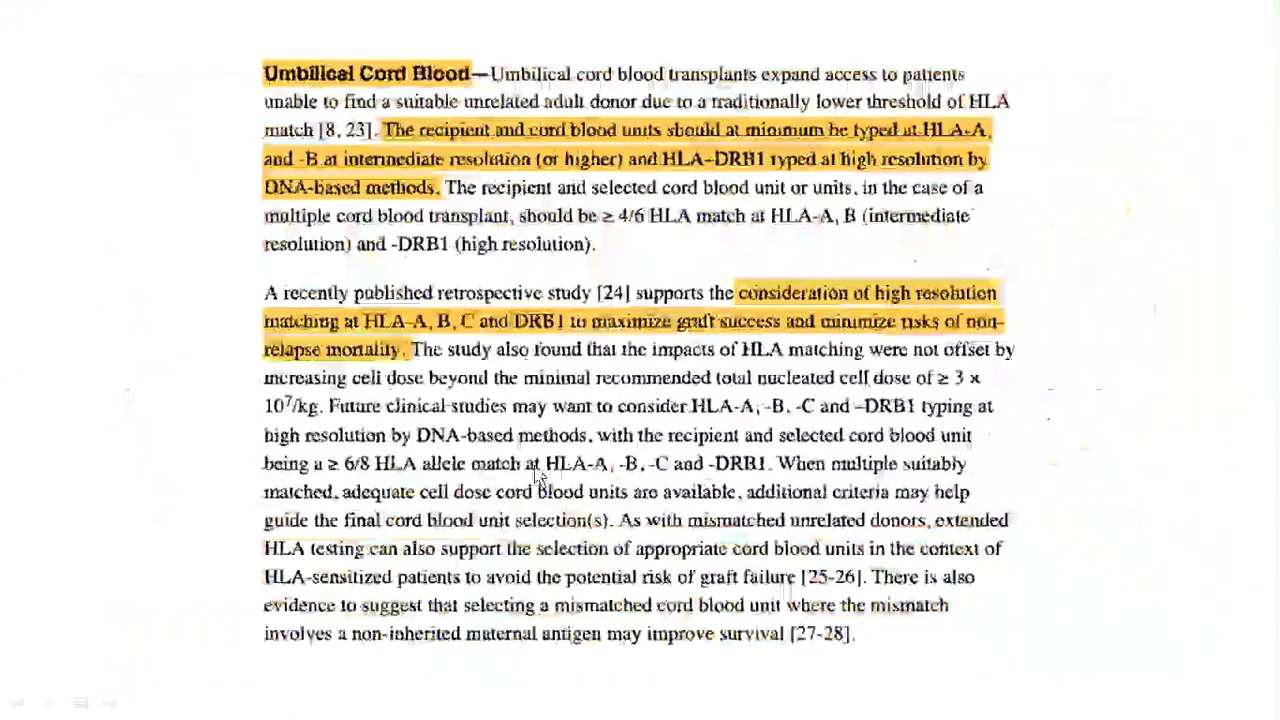 Umbilical Cord Blood—Umbilical cord blood transplants expand access to patients
unable to find a suitable unrelated adult donor due to a traditionally lower threshold of HLA
match [8, 23]. The recipient and cord blood units should at minimum be typed at HLA-A,
and -B at intermediate resolution (or higher) and HLA-DRB1 typed at high resolution by
DNA-based methods. The recipient and selected cord blood unit or units, in the case of a
multiple cord blood transplant, should be ≥ 4/6 HLA match at HLA-A, B (intermediate
resolution) and -DRB1 (high resolution).
A recently published retrospective study [24] supports the consideration of high resolution
matching at HLA-A, B, C and DRB1 to maximize graft success and minimize risks of non-
relapse mortality. The study also found that the impacts of HLA matching were not offset by
increasing cell dose beyond the minimal recommended total nucleated cell dose of ≥ 3 ×
10⁷/kg. Future clinical studies may want to consider HLA-A, -B, -C and –DRB1 typing at
high resolution by DNA-based methods, with the recipient and selected cord blood unit
being a ≥ 6/8 HLA allele match at HLA-A, -B, -C and -DRB1. When multiple suitably
matched, adequate cell dose cord blood units are available, additional criteria may help
guide the final cord blood unit selection(s). As with mismatched unrelated donors, extended
HLA testing can also support the selection of appropriate cord blood units in the context of
HLA-sensitized patients to avoid the potential risk of graft failure [25-26]. There is also
evidence to suggest that selecting a mismatched cord blood unit where the mismatch
involves a non-inherited maternal antigen may improve survival [27-28].